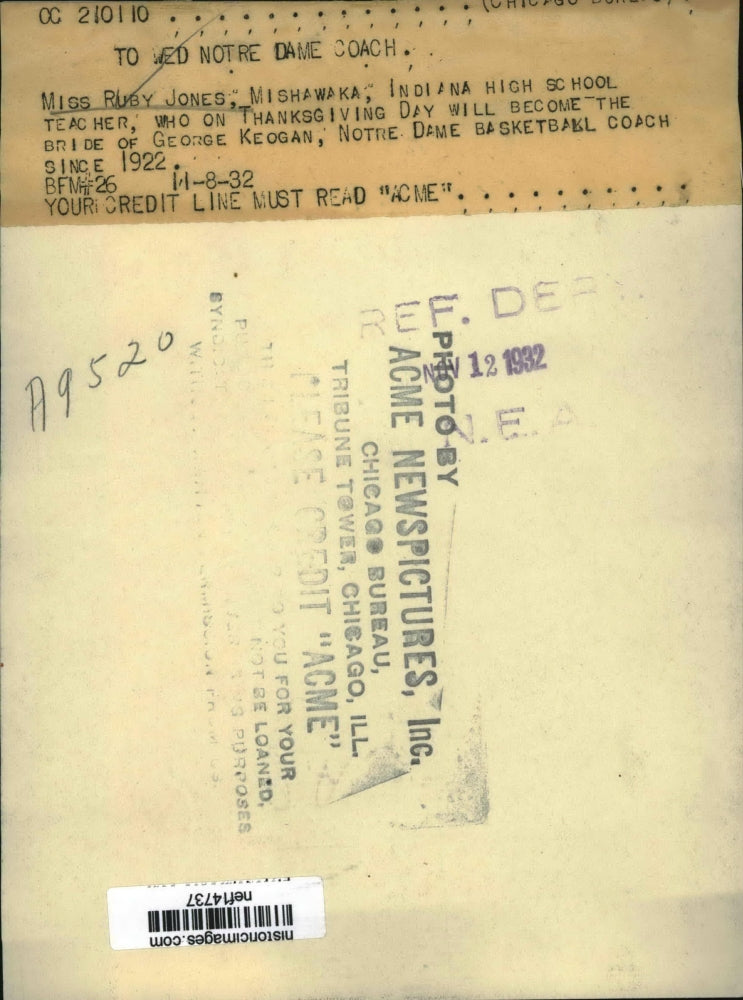 CC 210110 . . . . . . . . . . . (CHICAGO
TO WED NOTRE DAME COACH.
MISS RUBY JONES, MISHAWAKA, INDIANA HIGH SCHOOL
TEACHER, WHO ON THANKSGIVING DAY WILL BECOME THE
BRIDE OF GEORGE KEOGAN, NOTRE DAME BASKETBAKL COACH
SINCE 1922.
BFM#26 11-8-32
YOUR CREDIT LINE MUST READ "ACME". . . . . . . . . . .
A9520
REF. DEPT.
NOV 12 1932
N.E.A.
PHOTO BY
ACME NEWSPICTURES, Inc.
CHICAGO BUREAU,
TRIBUNE TOWER, CHICAGO, ILL.
PLEASE CREDIT "ACME"
YOU FOR YOUR
NOT BE LOANED,
PURPOSES
historicimages.com
nef14737